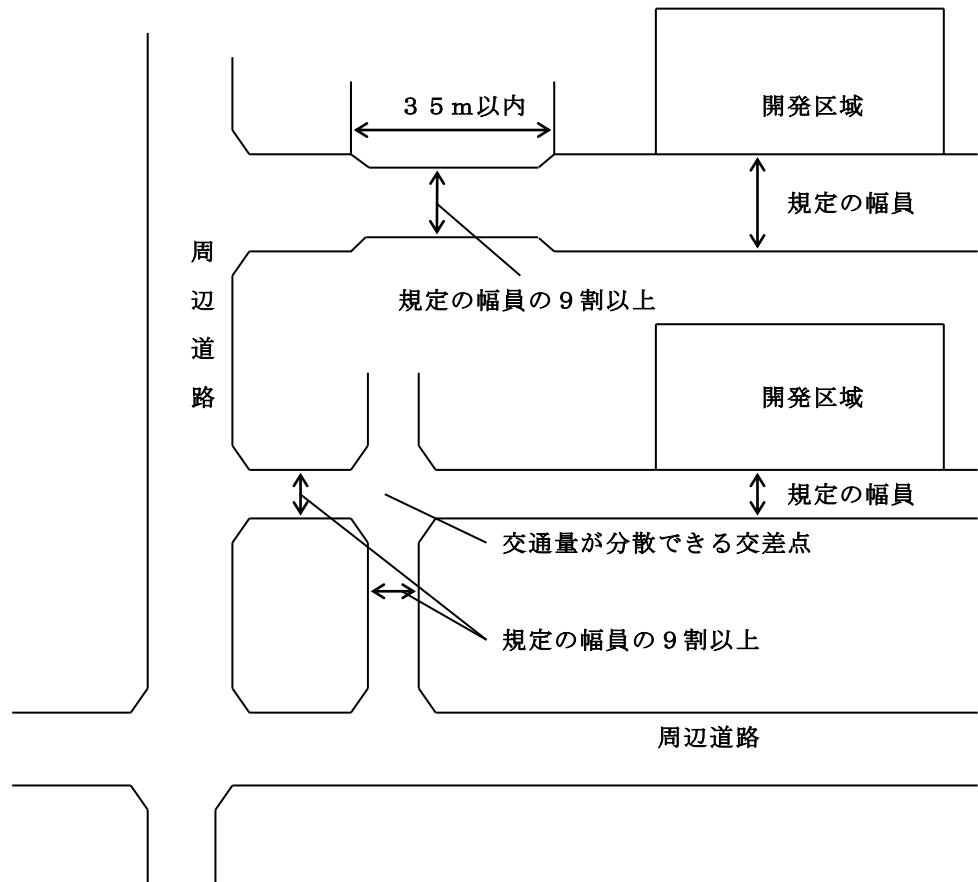 ３５ｍ以内
開発区域
規定の幅員
周辺道路
規定の幅員の９割以上
開発区域
規定の幅員
交通量が分散できる交差点
規定の幅員の９割以上
周辺道路